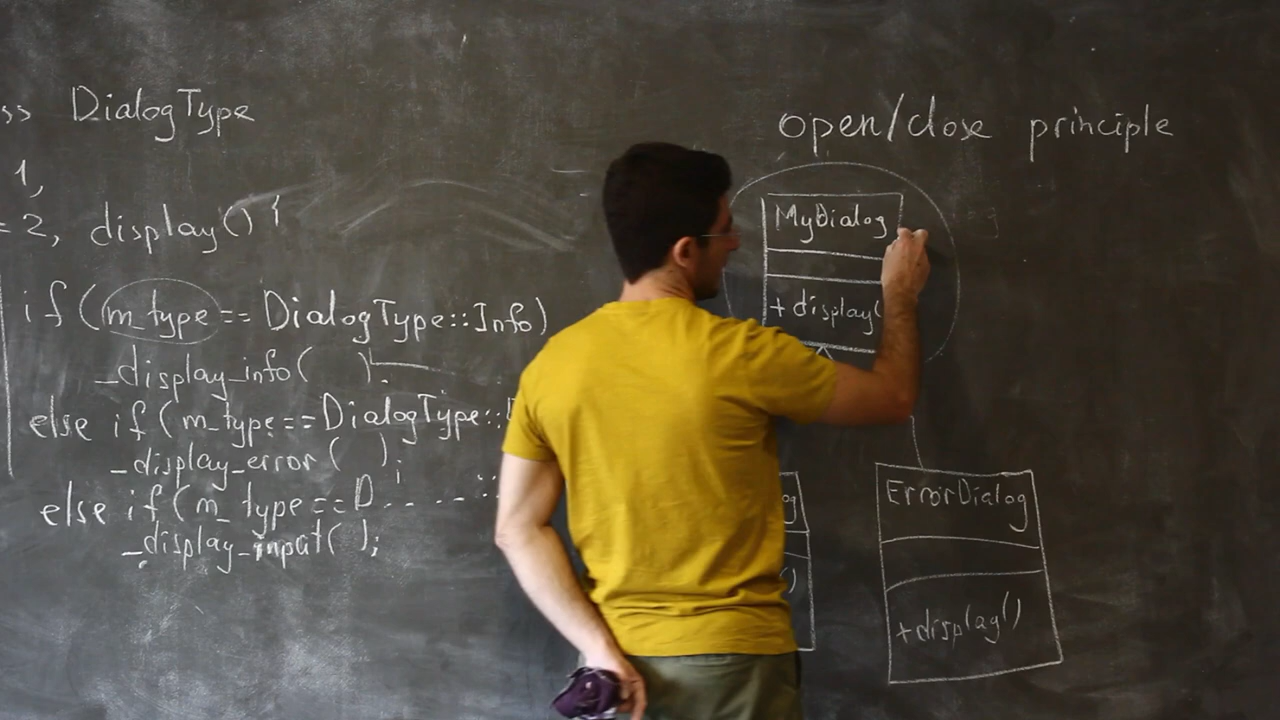 ss DialogType
1,
= 2, display() {
if (m_type == DialogType::Info)
_display_info( );
else if (m_type == DialogType::
_display_error( );
else if (m_type == D . . . . - - . .
_display_input( );
open/close principle
MyDialog
+ display(
g
)
ErrorDialog
+ display()